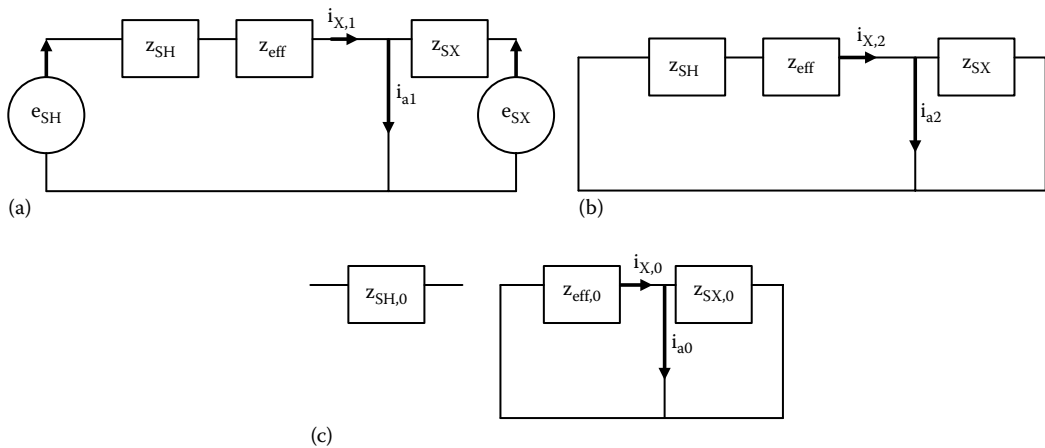 i_X,1
z_SH z_eff z_SX
i_a1
e_SH e_SX
(a)
i_X,2
z_SH z_eff z_SX
i_a2
(b)
i_X,0
z_SH,0 z_eff,0 z_SX,0
i_a0
(c)